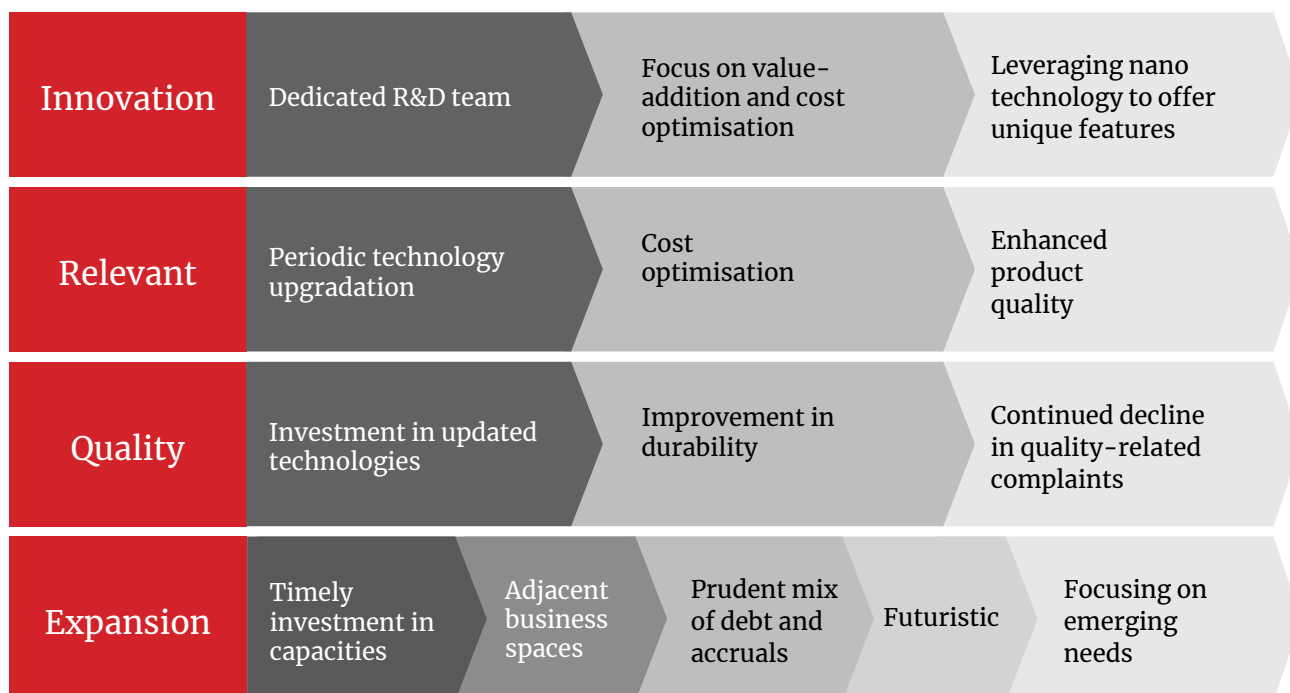 Innovation
Dedicated R&D team
Focus on value-
addition and cost
optimisation
Leveraging nano
technology to offer
unique features
Relevant
Periodic technology
upgradation
Cost
optimisation
Enhanced
product
quality
Quality
Investment in updated
technologies
Improvement in
durability
Continued decline
in quality-related
complaints
Expansion
Timely
investment in
capacities
Adjacent
business
spaces
Prudent mix
of debt and
accruals
Futuristic
Focusing on
emerging
needs